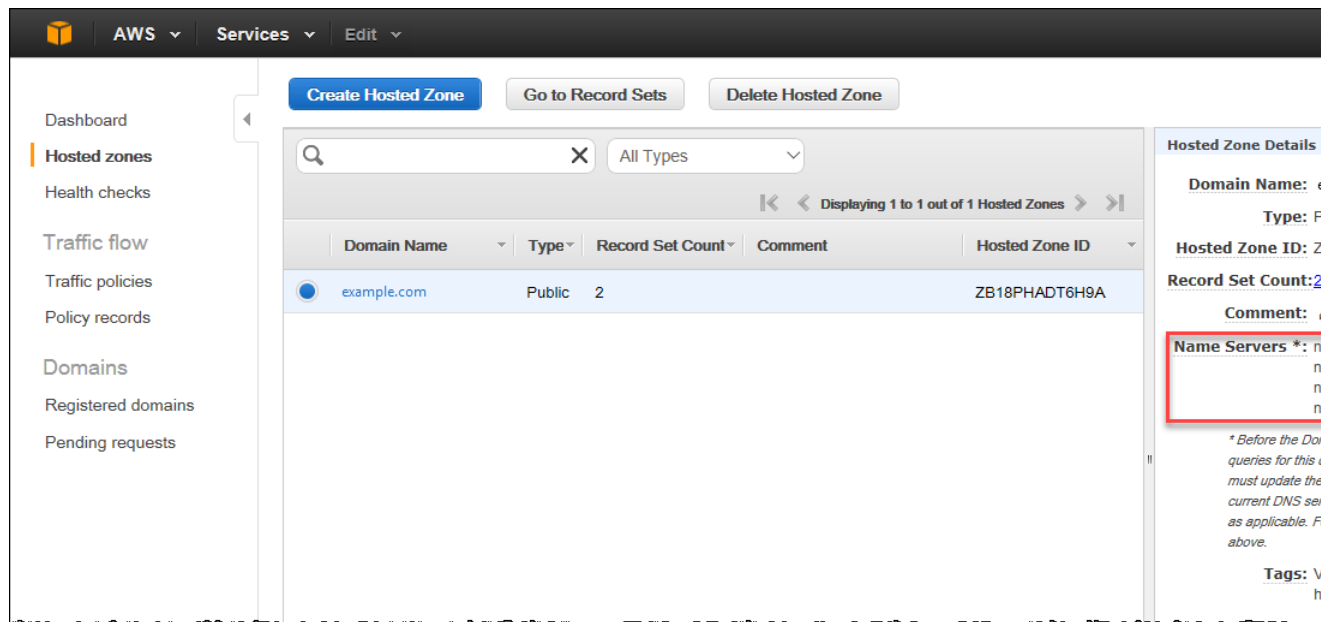 AWS Services Edit
Create Hosted Zone Go to Record Sets Delete Hosted Zone
Dashboard
Hosted zones
Health checks
Traffic flow
Traffic policies
Policy records
Domains
Registered domains
Pending requests
All Types
Displaying 1 to 1 out of 1 Hosted Zones
Domain Name Type Record Set Count Comment Hosted Zone ID
example.com Public 2 ZB18PHADT6H9A
Hosted Zone Details
Domain Name:
Type:
Hosted Zone ID: Z
Record Set Count: 2
Comment:
Name Servers *: n
n
n
n
* Before the
queries for this
must update the
current DNS
as applicable.
above.
Tags: